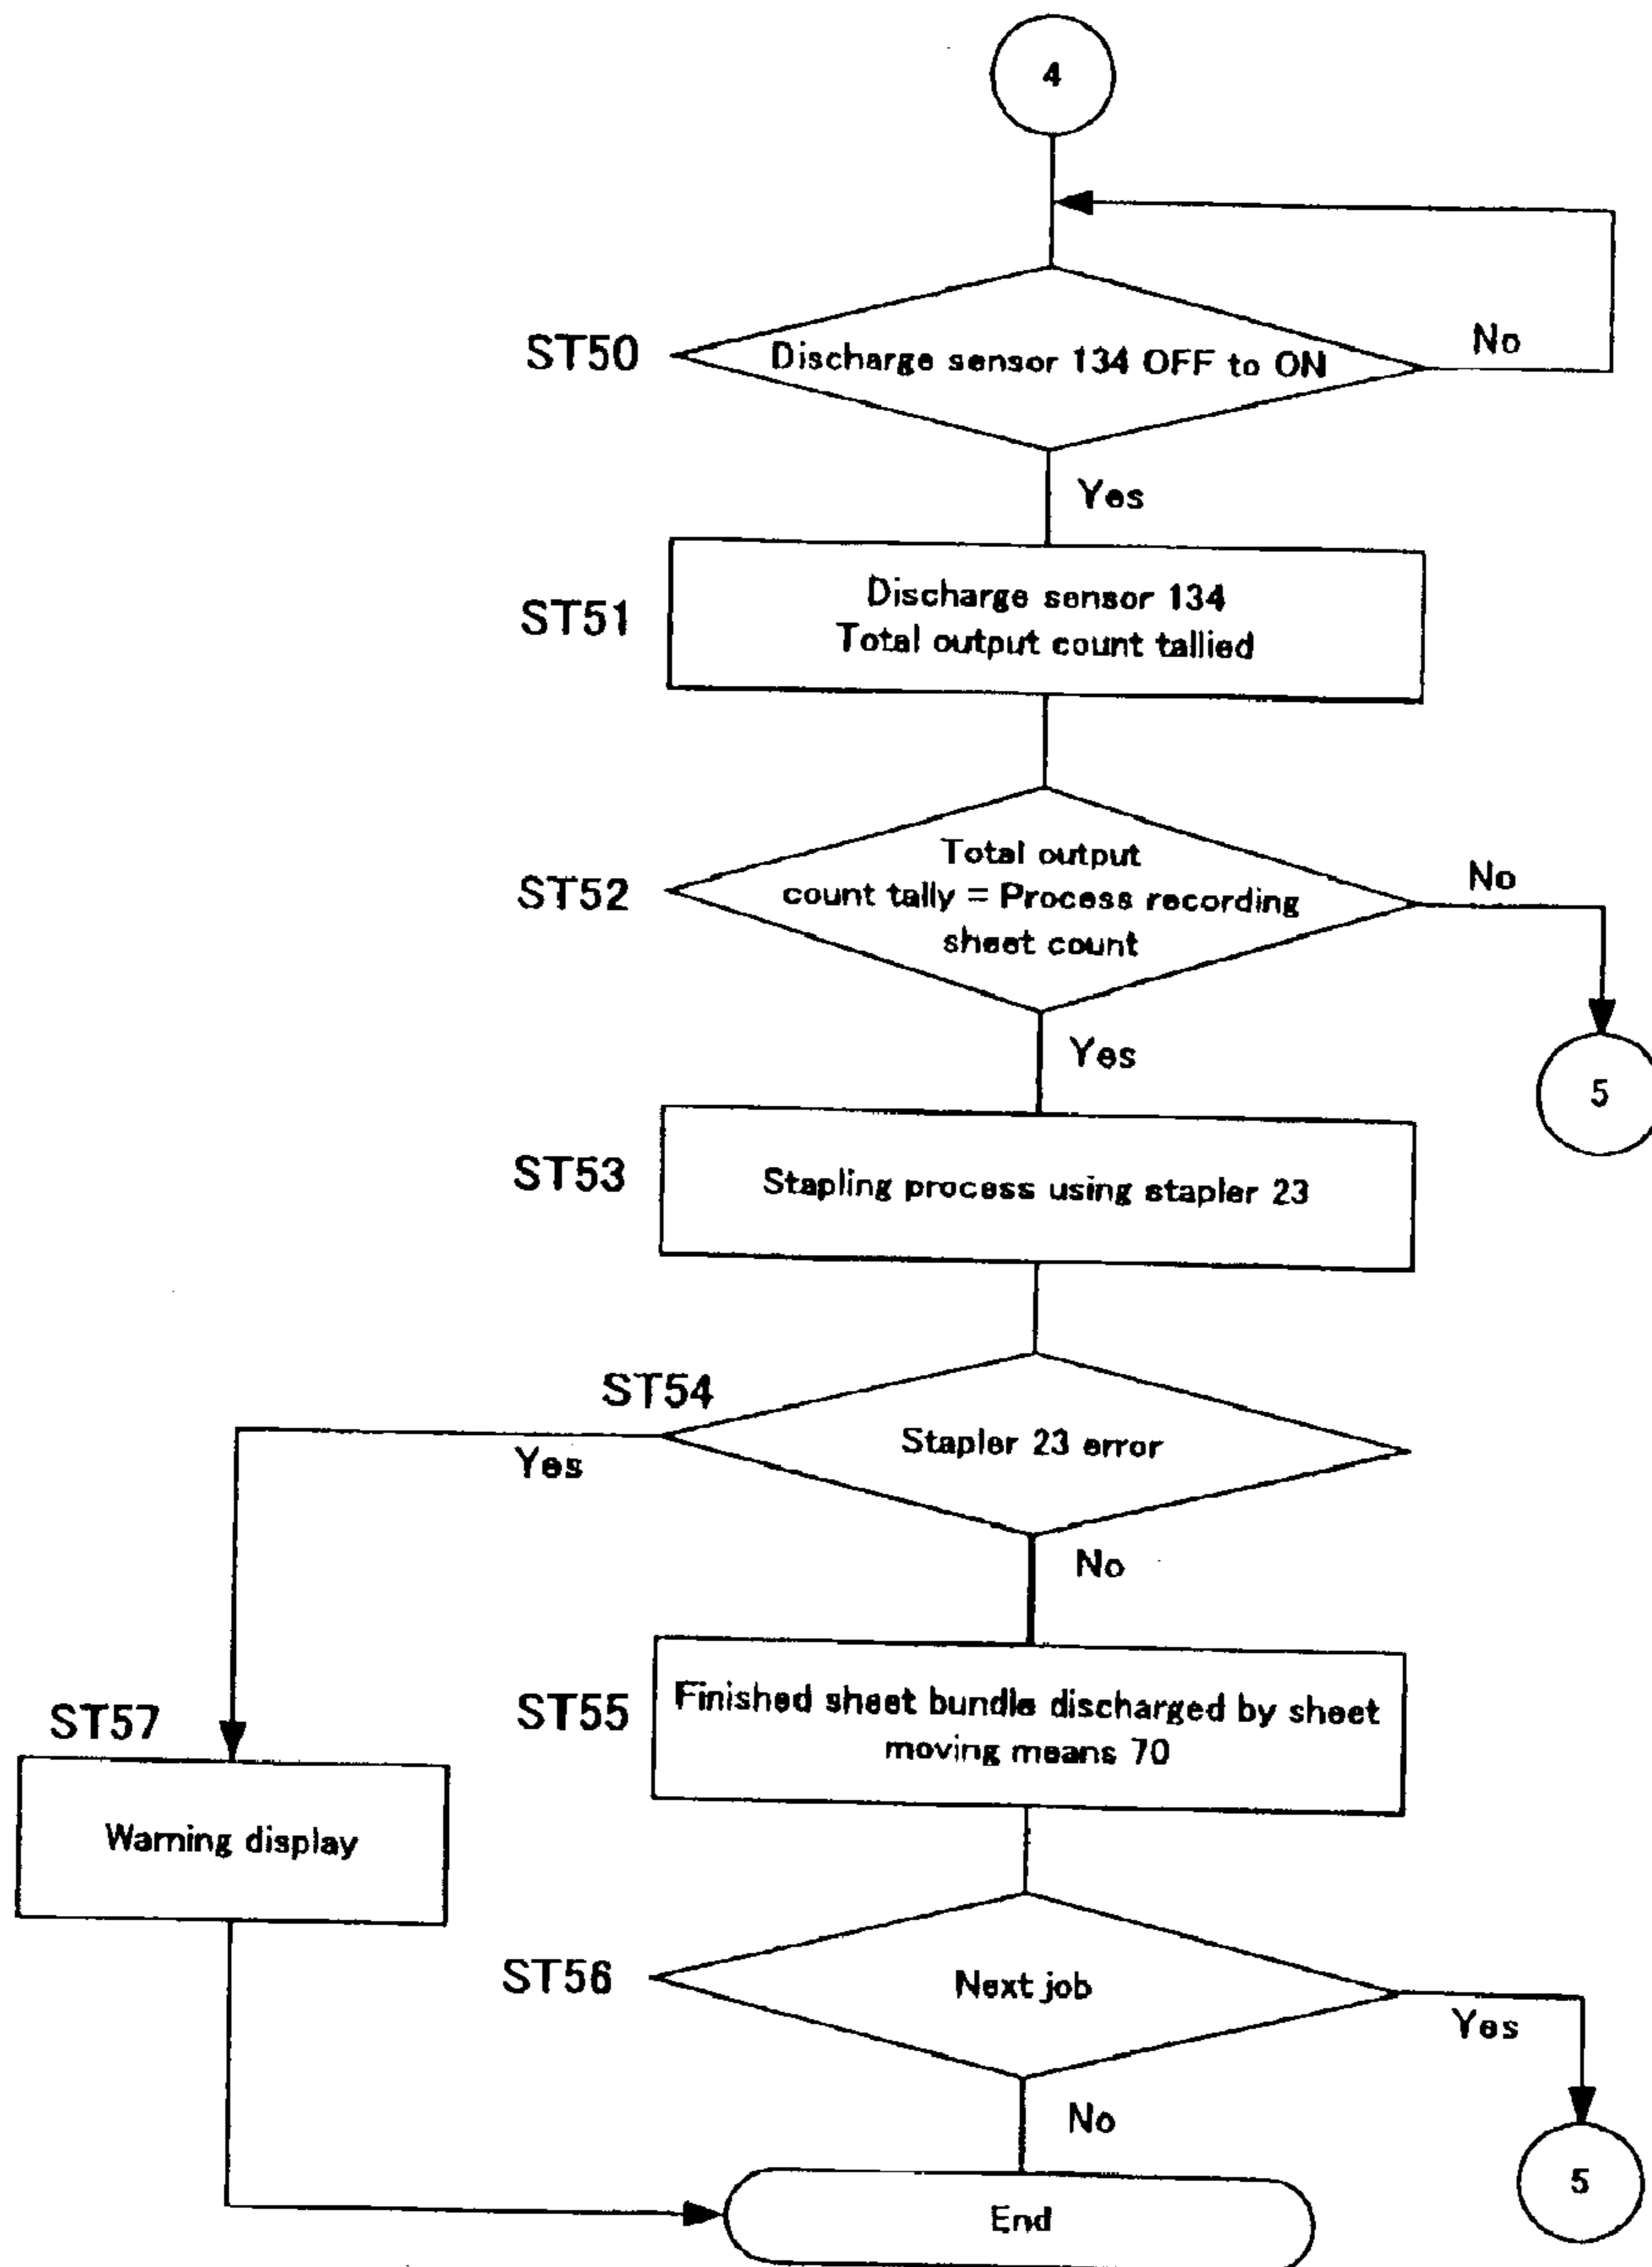 4
ST50
Discharge sensor 134 OFF to ON
No
Yes
ST51
Discharge sensor 134
Total output count tallied
ST52
Total output
count tally = Process recording
sheet count
No
5
Yes
ST53
Stapling process using stapler 23
ST54
Stapler 23 error
Yes
No
ST55
Finished sheet bundle discharged by sheet
moving means 70
ST57
Warning display
ST56
Next job
Yes
5
No
End